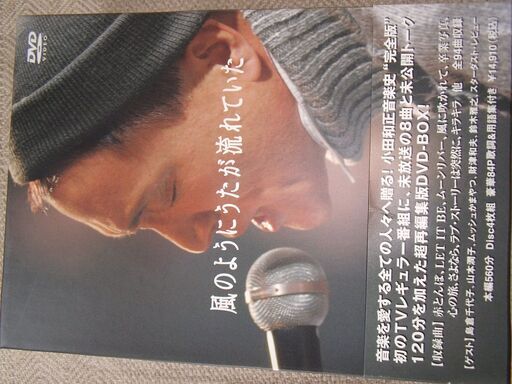 DVD
VIDEO
風のようにうたが流れていた
音楽を愛する全ての人々へ贈る! 小田和正音楽史“完全版”
初のTVレギュラー番組に、未放送の8曲と未公開トーク
120分を加えた超再編集版DVD-BOX!
【収録曲】赤とんぼ、LET IT BE、ムーンリバー、風に吹かれて、卒業写真、
心の旅、さよなら、ラブ・ストーリーは突然に、キラキラ、他 全94曲収録
【ゲスト】島倉千代子、山本潤子、ムッシュかまやつ、財津和夫、鈴木雅之、スターダスト・レビュー
本編560分 Disc4枚組 豪華84P歌詞&用語集付き ¥14,910(税込)